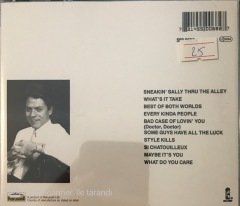 25
SNEAKIN' SALLY THRU THE ALLEY
WHAT'S IT TAKE
BEST OF BOTH WORLDS
EVERY KINDA PEOPLE
BAD CASE OF LOVIN' YOU
(Doctor, Doctor)
SOME GUYS HAVE ALL THE LUCK
STYLE KILLS
SI CHATOUILLEUX
MAYBE IT'S YOU
WHAT DO YOU CARE